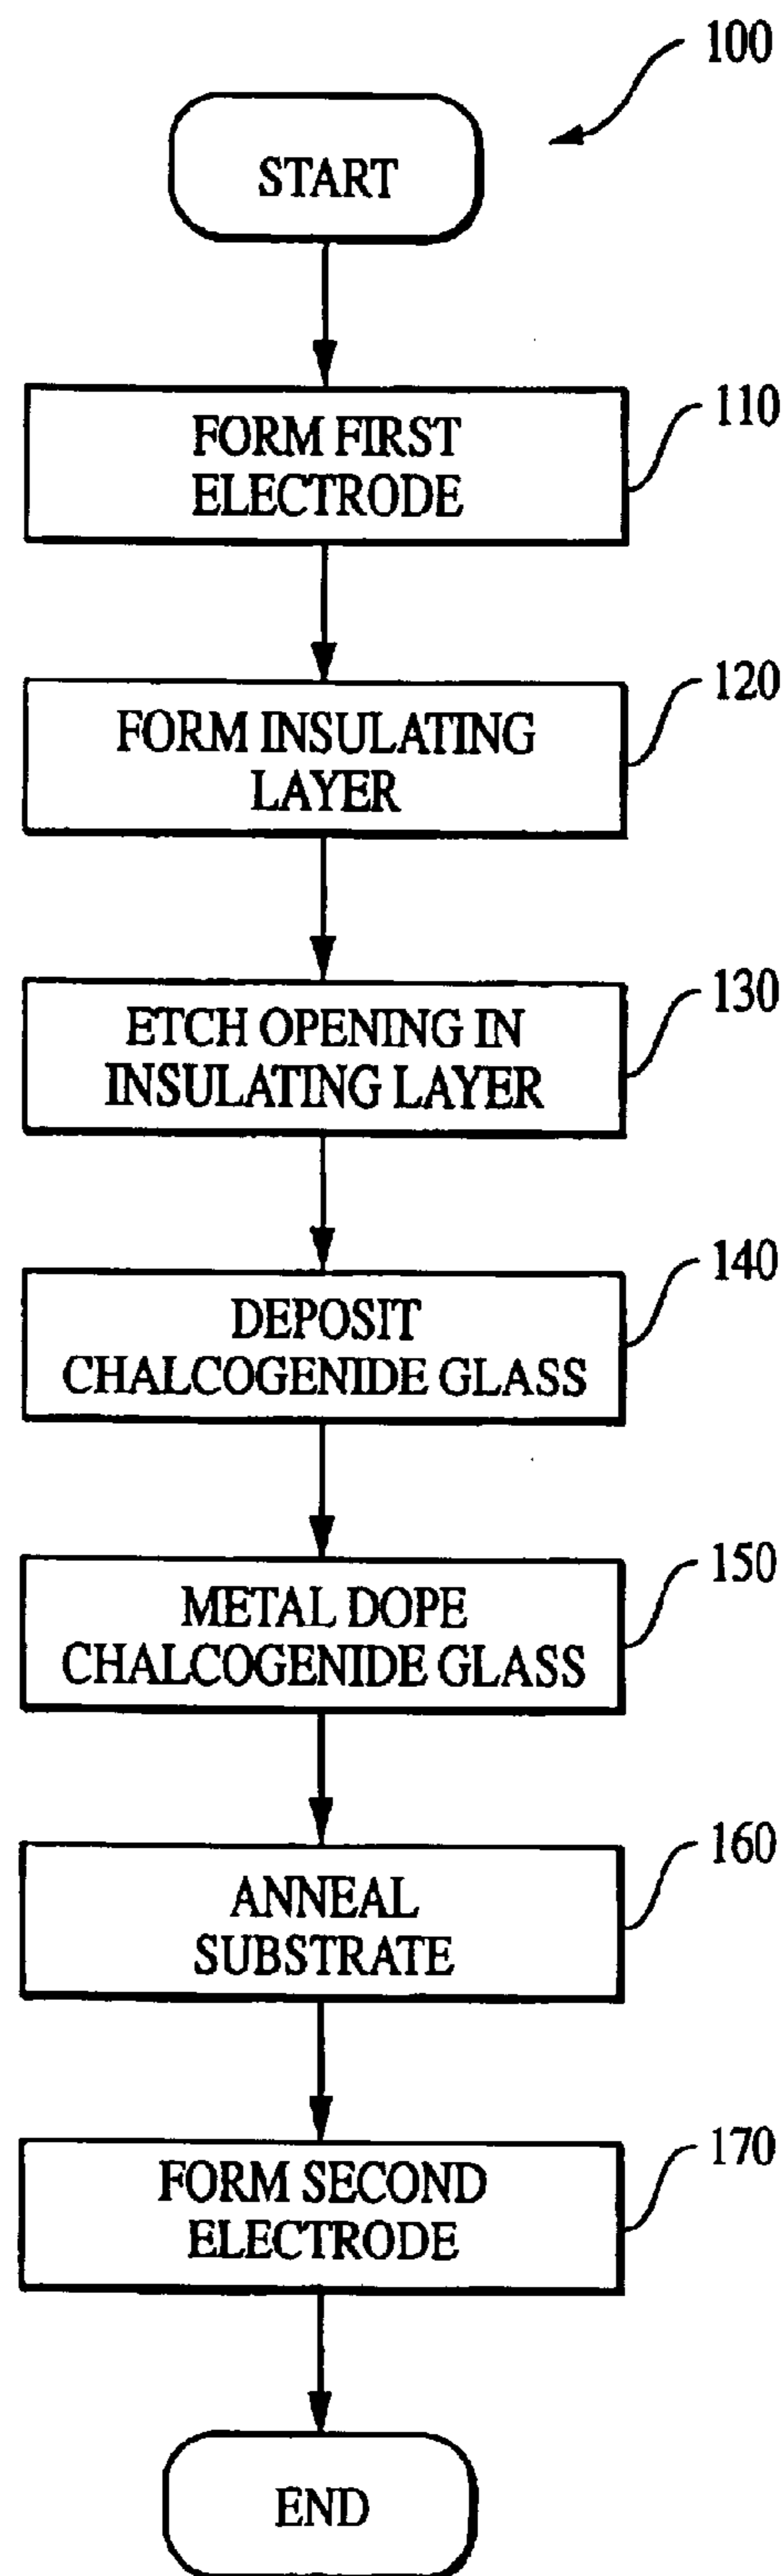 100
START
FORM FIRST
ELECTRODE
110
FORM INSULATING
LAYER
120
ETCH OPENING IN
INSULATING LAYER
130
DEPOSIT
CHALCOGENIDE GLASS
140
METAL DOPE
CHALCOGENIDE GLASS
150
ANNEAL
SUBSTRATE
160
FORM SECOND
ELECTRODE
170
END